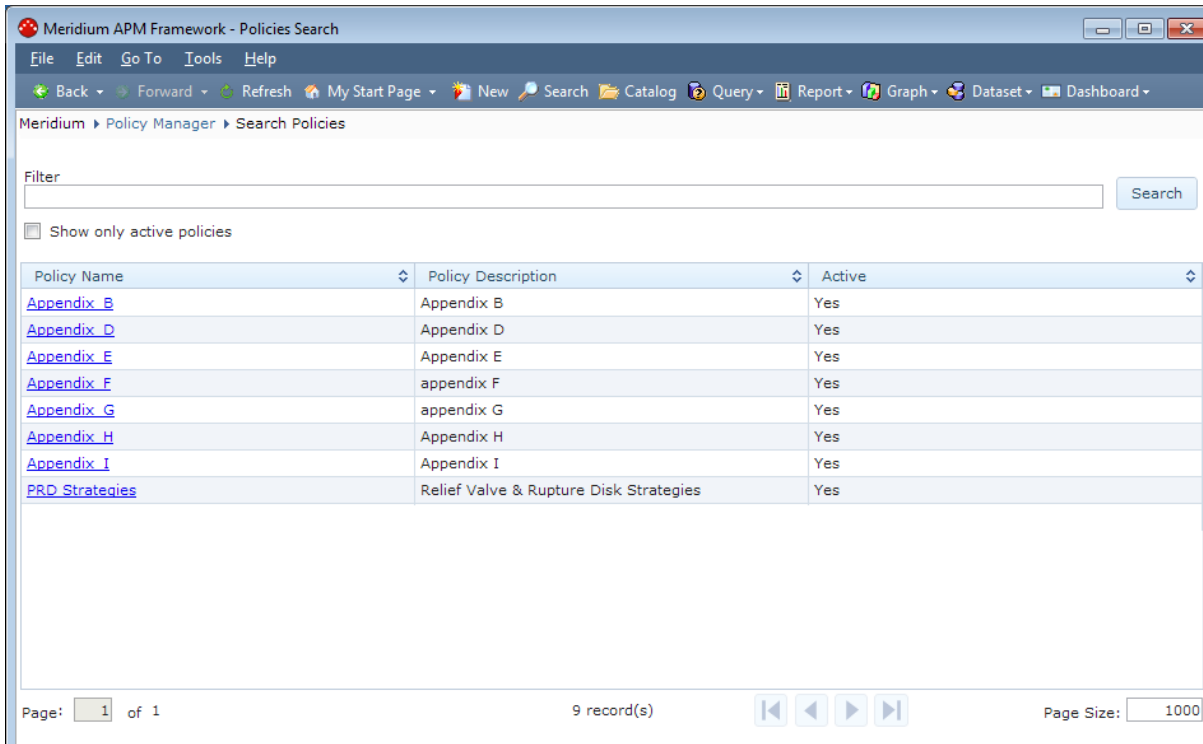 Meridium APM Framework - Policies Search
File Edit Go To Tools Help
Back Forward Refresh My Start Page New Search Catalog Query Report Graph Dataset Dashboard
Meridium Policy Manager Search Policies
Filter
Search
Show only active policies
Policy Name Policy Description Active
Appendix_B Appendix B Yes
Appendix_D Appendix D Yes
Appendix_E Appendix E Yes
Appendix_F appendix F Yes
Appendix_G appendix G Yes
Appendix_H Appendix H Yes
Appendix_I Appendix I Yes
PRD Strategies Relief Valve & Rupture Disk Strategies Yes
Page: 1 of 1 9 record(s) Page Size: 1000